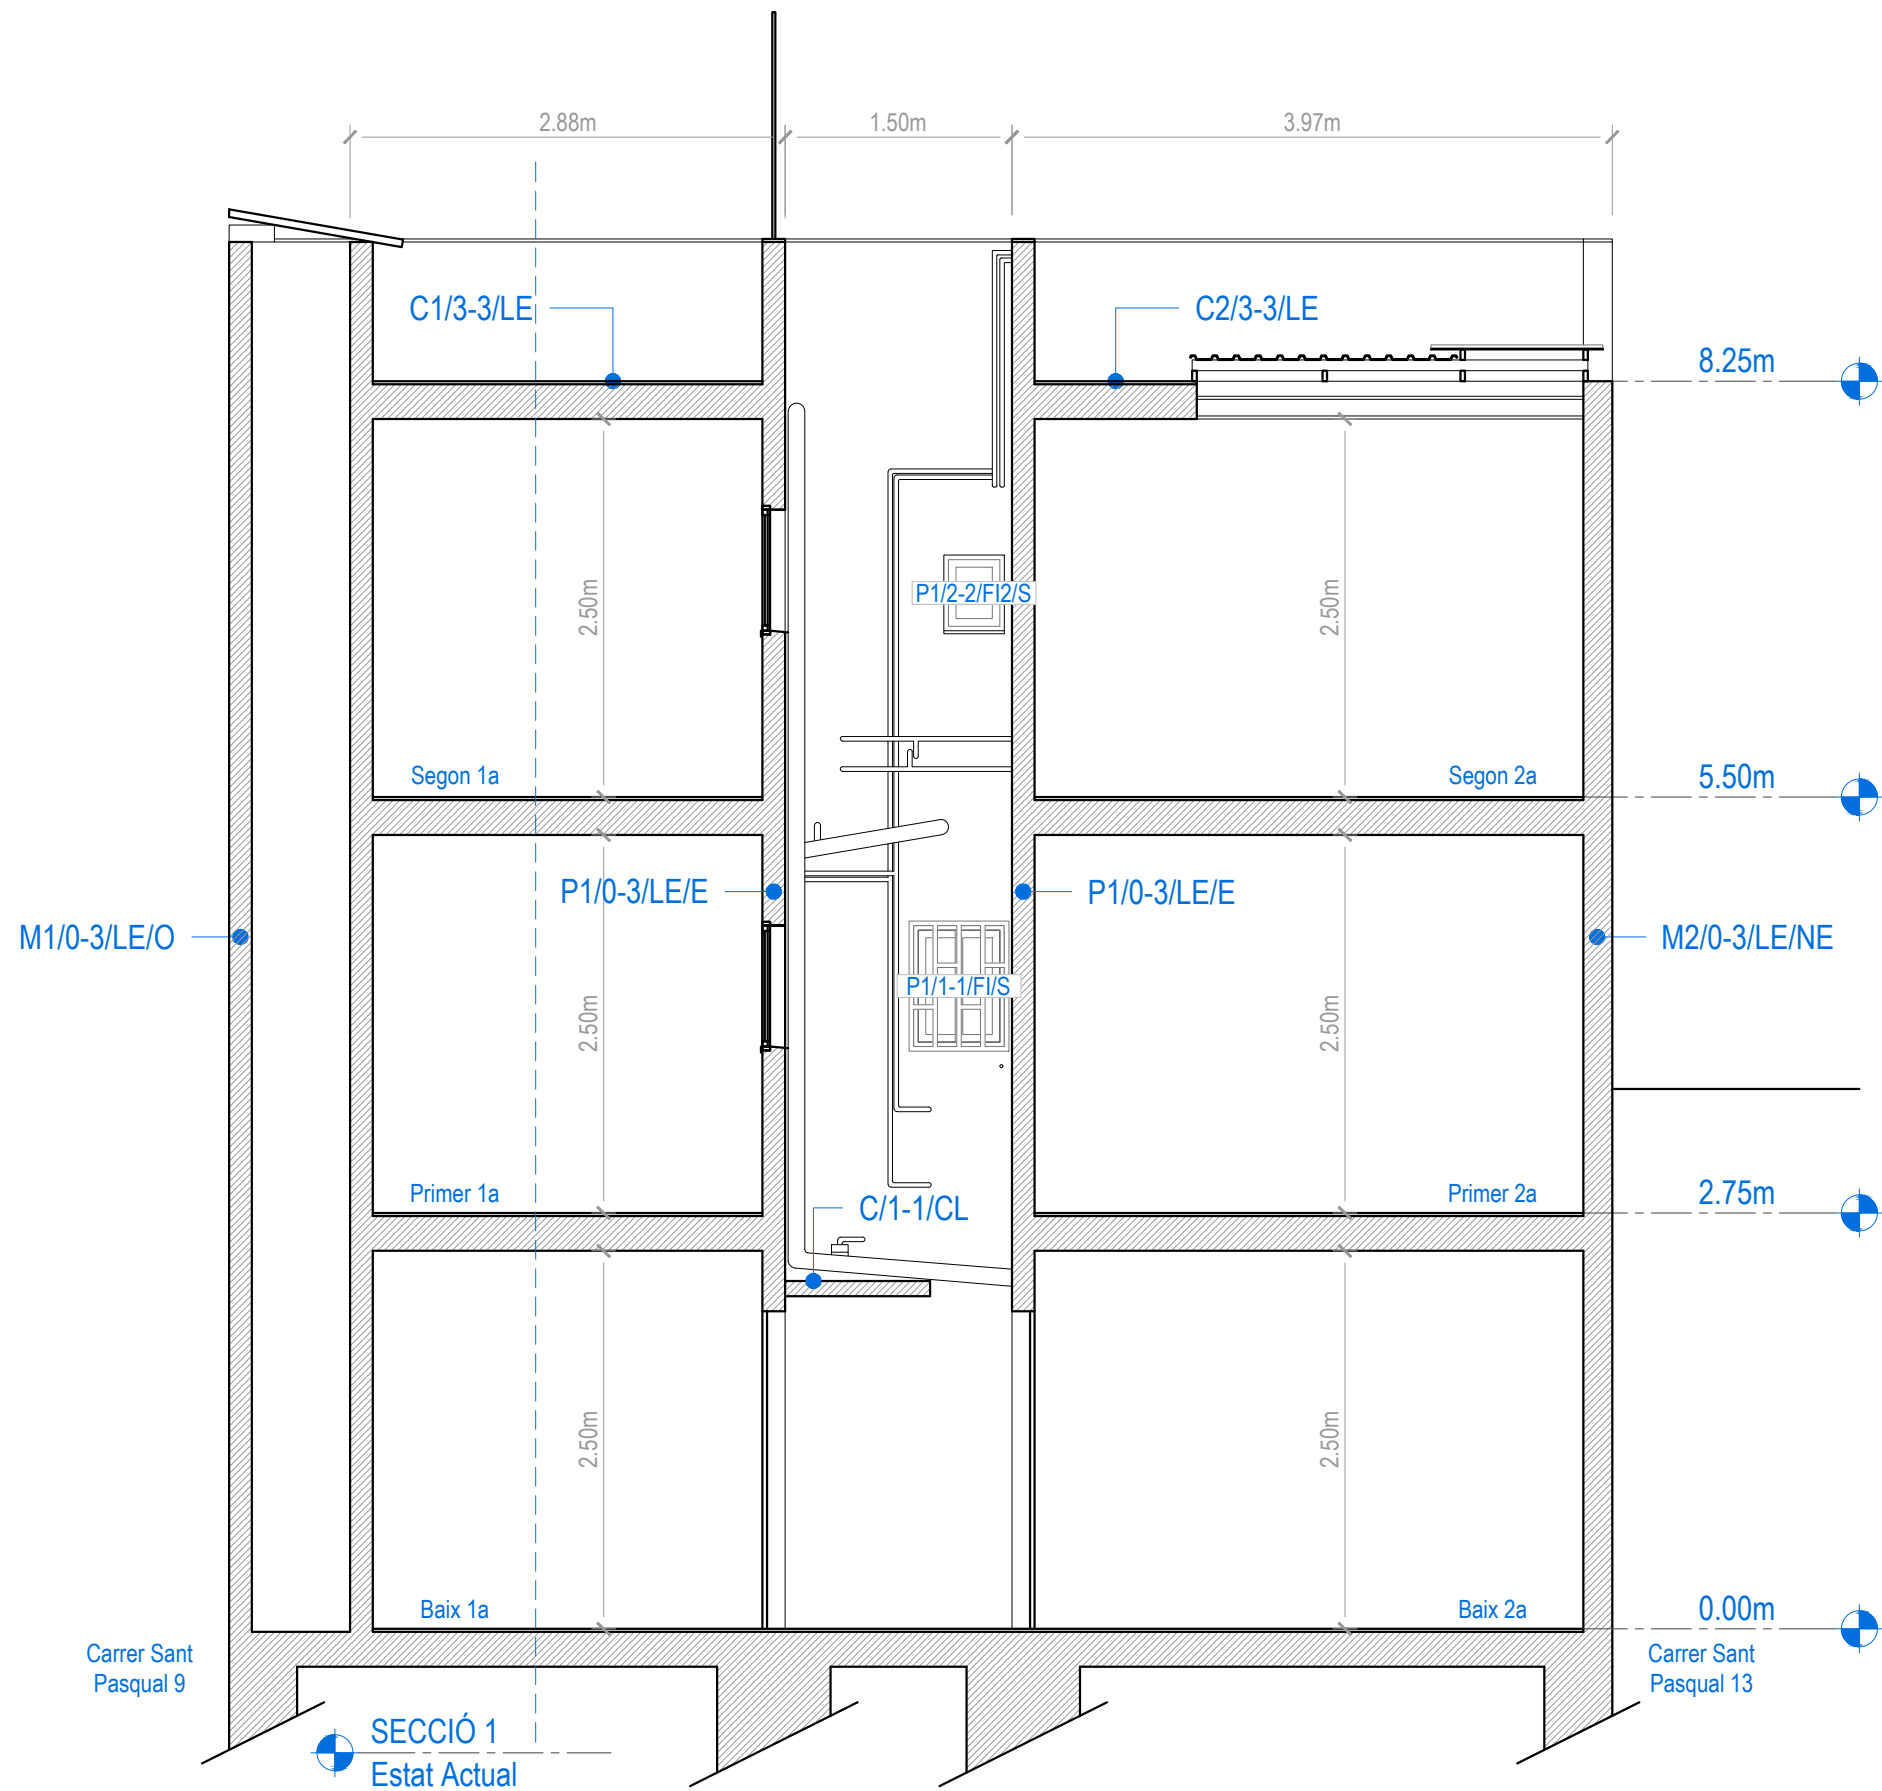 2.88m
1.50m
3.97m
C1/3-3/LE
C2/3-3/LE
8.25m
2.50m
P1/2-2/FI2/S
2.50m
Segon 1a
Segon 2a
5.50m
P1/0-3/LE/E
P1/0-3/LE/E
M1/0-3/LE/O
M2/0-3/LE/NE
P1/1-1/FI/S
2.50m
2.50m
Primer 1a
Primer 2a
2.75m
C/1-1/CL
2.50m
2.50m
Baix 1a
Baix 2a
0.00m
Carrer Sant
Pasqual 9
Carrer Sant
Pasqual 13
SECCIÓ 1
Estat Actual